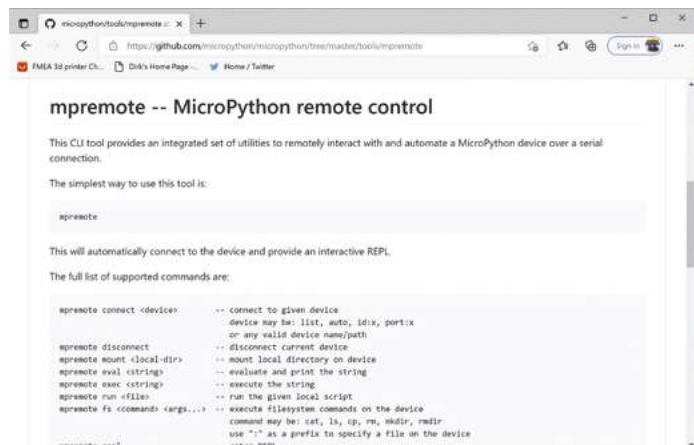 micropython/tools/mpremote at
https://github.com/micropython/micropython/tree/master/tools/mpremote
Sign in
FMEA 3d printer Ch...
Dirk's Home Page -...
Home / Twitter
mpremote -- MicroPython remote control
This CLI tool provides an integrated set of utilities to remotely interact with and automate a MicroPython device over a serial
connection.
The simplest way to use this tool is:
mpremote
This will automatically connect to the device and provide an interactive REPL.
The full list of supported commands are:
mpremote connect <device> -- connect to given device
device may be: list, auto, id:x, port:x
or any valid device name/path
mpremote disconnect -- disconnect current device
mpremote mount <local-dir> -- mount local directory on device
mpremote eval <string> -- evaluate and print the string
mpremote exec <string> -- execute the string
mpremote run <file> -- run the given local script
mpremote fs <command> <args...> -- execute filesystem commands on the device
command may be: cat, ls, cp, rm, mkdir, rmdir
use ":" as a prefix to specify a file on the device